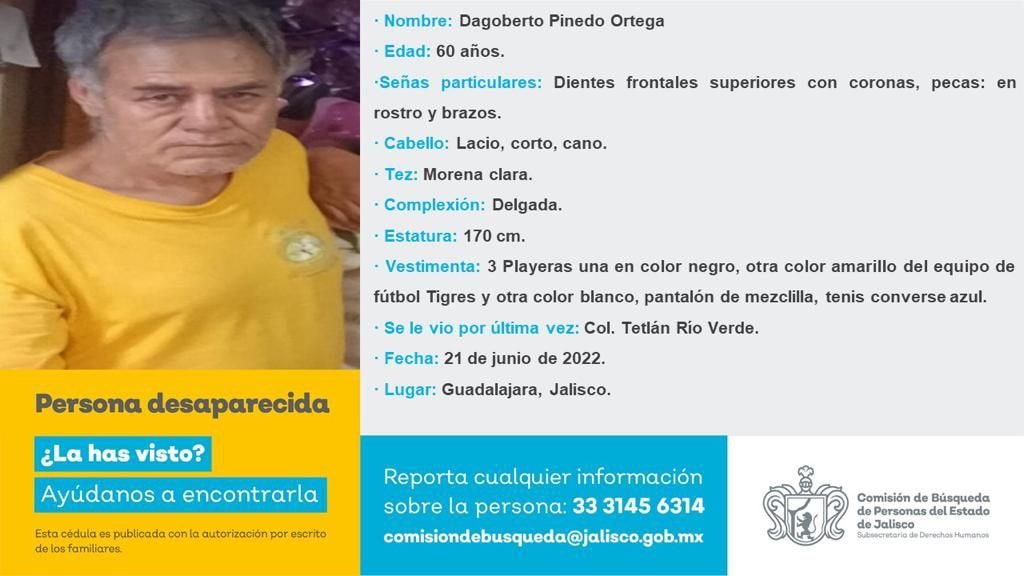 · Nombre: Dagoberto Pinedo Ortega
· Edad: 60 años.
·Señas particulares: Dientes frontales superiores con coronas, pecas: en
rostro y brazos.
· Cabello: Lacio, corto, cano.
· Tez: Morena clara.
· Complexión: Delgada.
· Estatura: 170 cm.
· Vestimenta: 3 Playeras una en color negro, otra color amarillo del equipo de
fútbol Tigres y otra color blanco, pantalón de mezclilla, tenis converse azul.
· Se le vio por última vez: Col. Tetlán Río Verde.
· Fecha: 21 de junio de 2022.
· Lugar: Guadalajara, Jalisco.
Persona desaparecida
¿La has visto?
Ayúdanos a encontrarla
Esta cédula es publicada con la autorización por escrito
de los familiares.
Reporta cualquier información
sobre la persona: 33 3145 6314
comisiondebusqueda@jalisco.gob.mx
Comisión de Búsqueda
de Personas del Estado
de Jalisco
Subsecretaría de Derechos Humanos